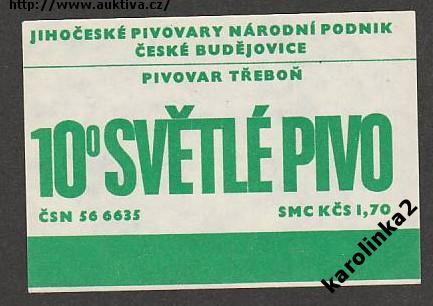 http://www.auktiva.cz/
JIHOČESKÉ PIVOVARY NÁRODNÍ PODNIK
ČESKÉ BUDĚJOVICE
PIVOVAR TŘEBOŇ
10⁰ SVĚTLÉ PIVO
ČSN 56 6635 SMC KČS 1,70
karolinka2